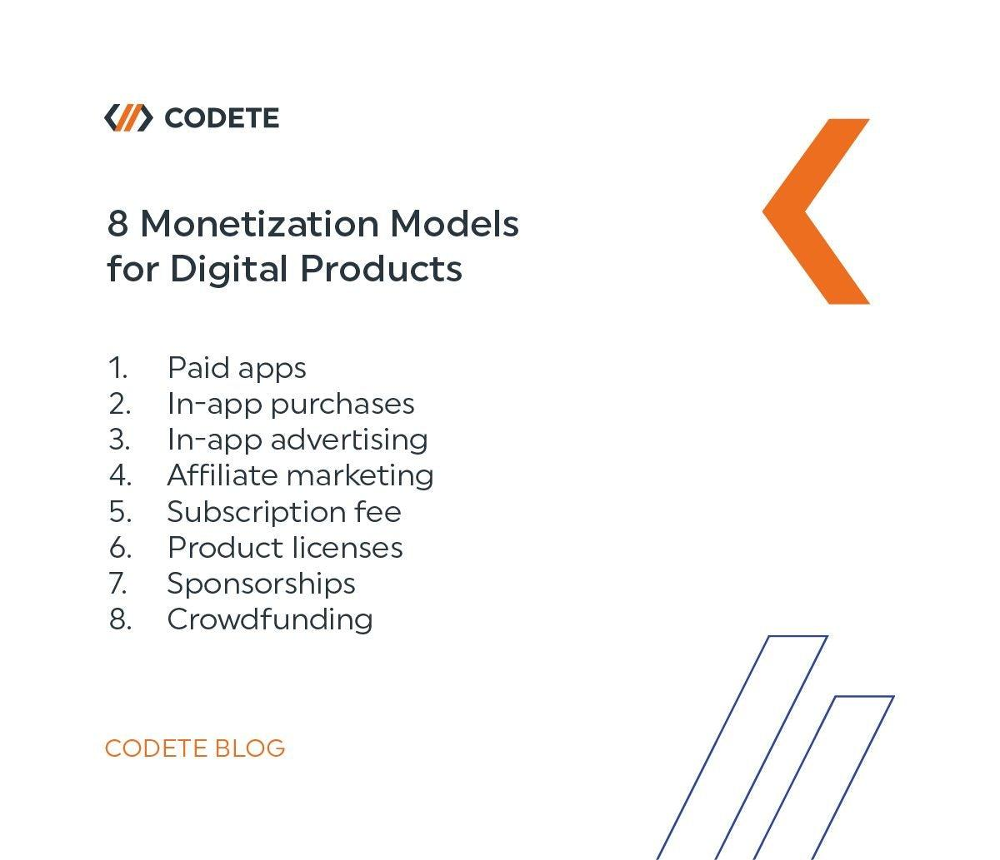 CODETE
8 Monetization Models
for Digital Products
1. Paid apps
2. In-app purchases
3. In-app advertising
4. Affiliate marketing
5. Subscription fee
6. Product licenses
7. Sponsorships
8. Crowdfunding
CODETE BLOG